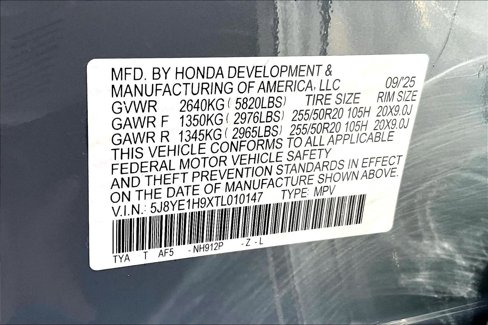 MFD. BY HONDA DEVELOPMENT &
MANUFACTURING OF AMERICA, LLC 09/'25
GVWR 2640KG ( 5820LBS) TIRE SIZE RIM SIZE
GAWR F 1350KG ( 2976LBS) 255/50R20 105H 20X9.0J
GAWR R 1345KG ( 2965LBS) 255/50R20 105H 20X9.0J
THIS VEHICLE CONFORMS TO ALL APPLICABLE
FEDERAL MOTOR VEHICLE SAFETY
AND THEFT PREVENTION STANDARDS IN EFFECT
ON THE DATE OF MANUFACTURE SHOWN ABOVE.
V.I.N.: 5J8YE1H9XTL010147 TYPE: MPV
TYA T AF5 - NH912P - Z - L